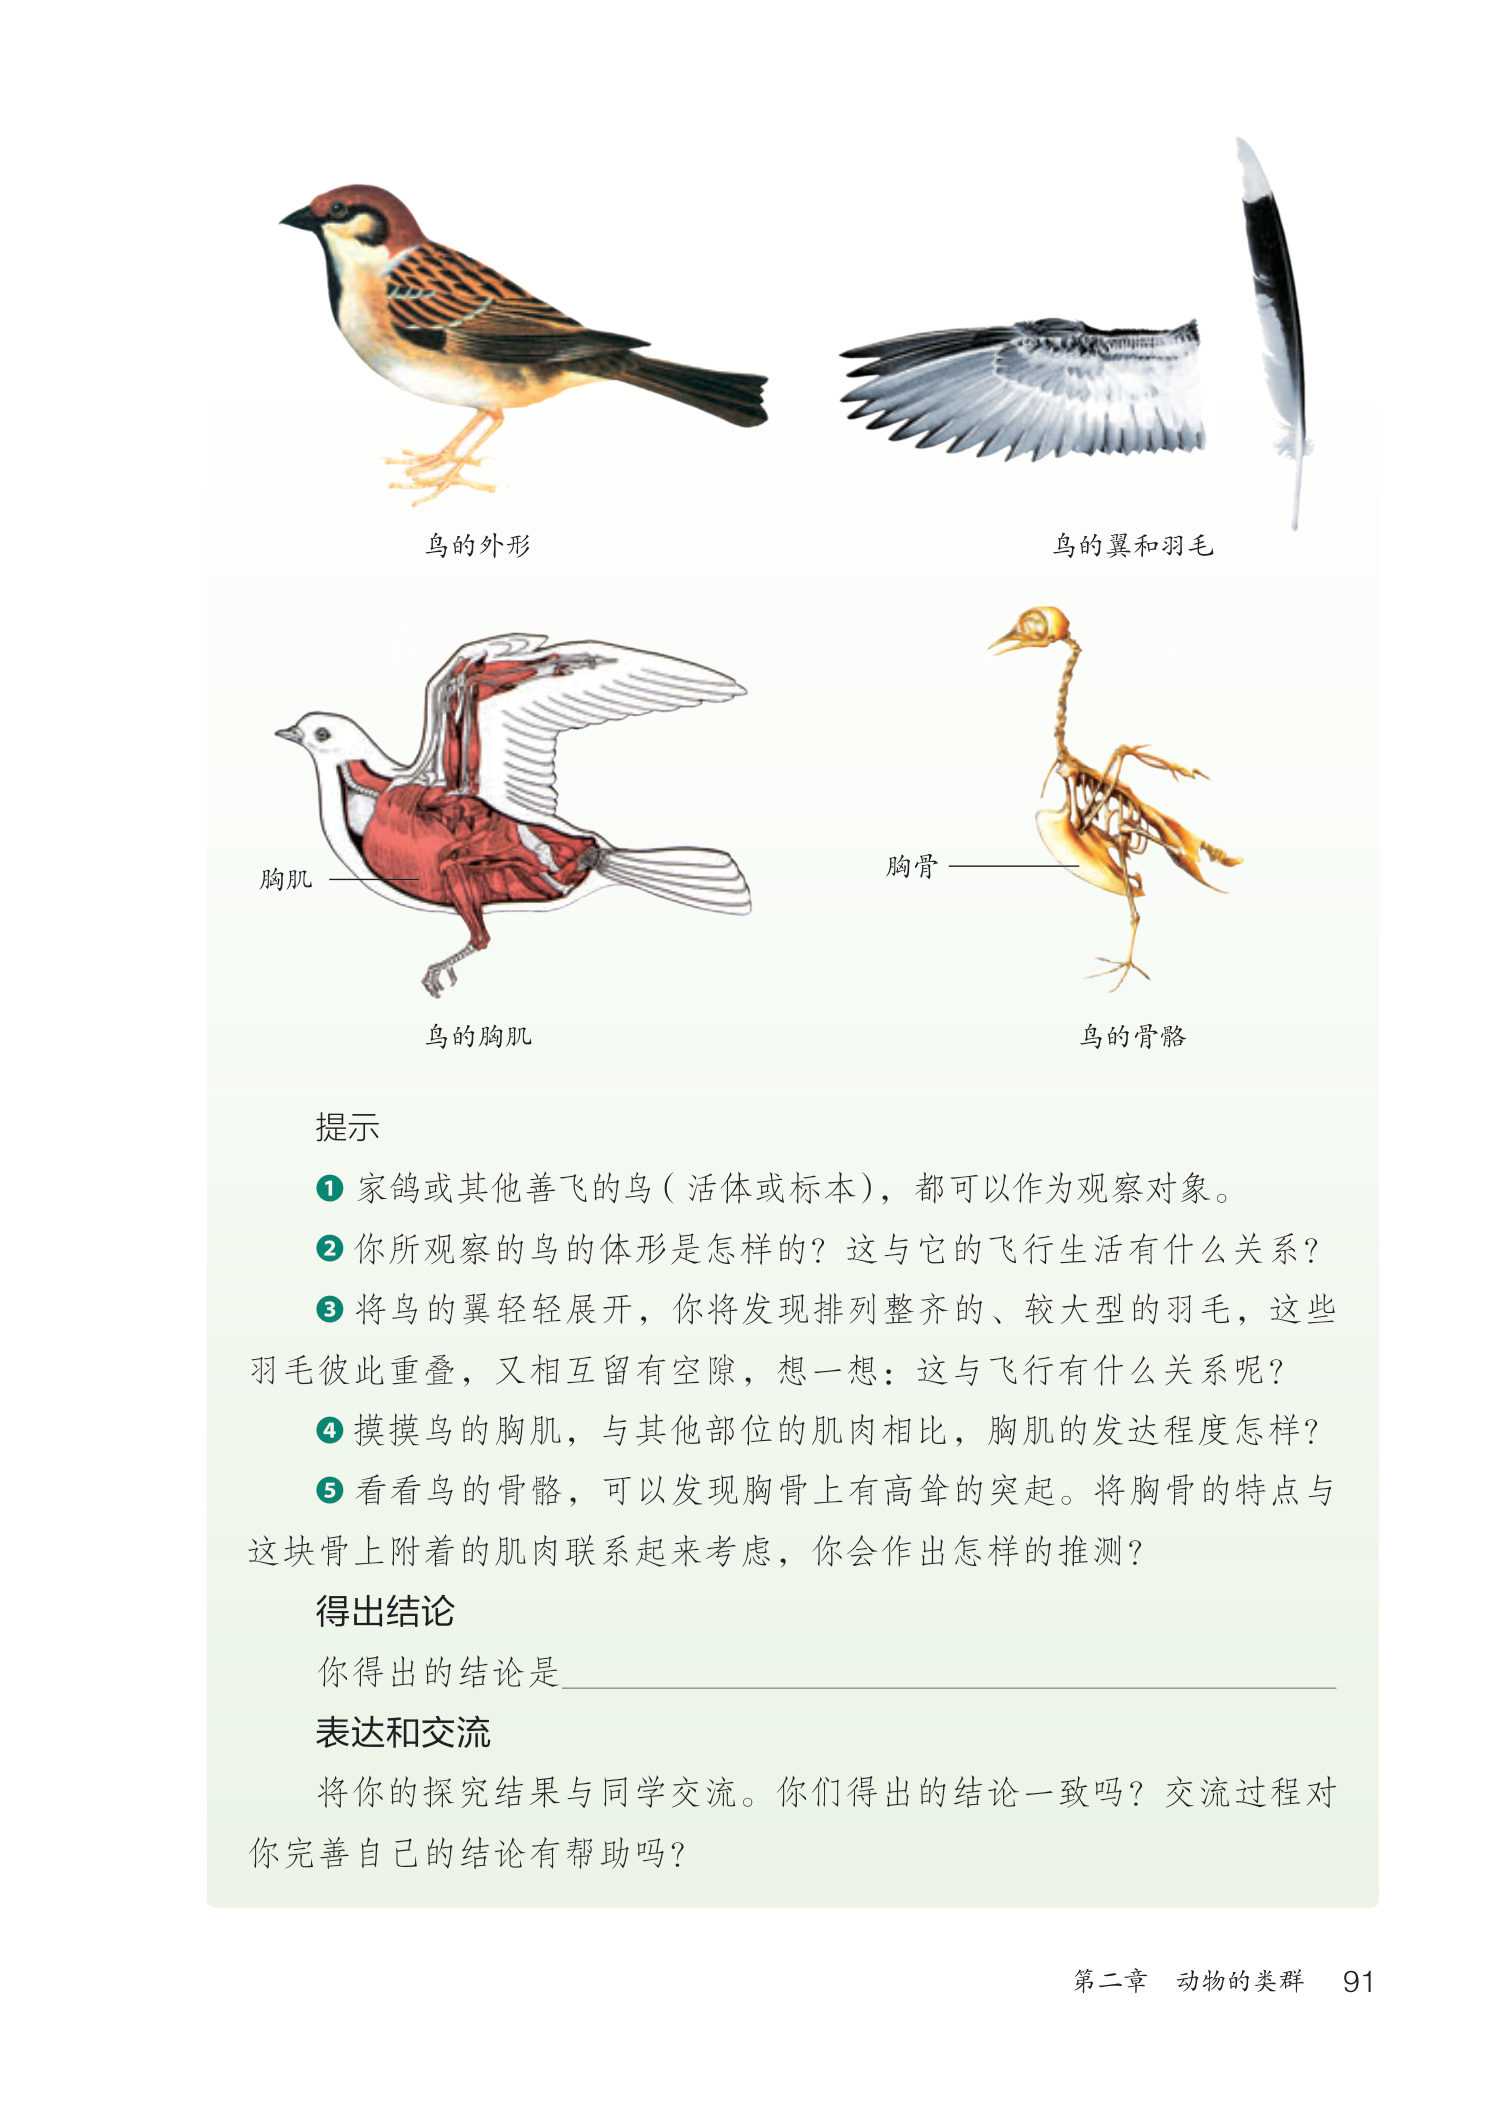 鸟的外形
鸟的翼和羽毛
胸肌
胸骨
鸟的胸肌
鸟的骨骼
提示
❶ 家鸽或其他善飞的鸟（活体或标本），都可以作为观察对象。
❷ 你所观察的鸟的体形是怎样的？这与它的飞行生活有什么关系？
❸ 将鸟的翼轻轻展开，你将发现排列整齐的、较大型的羽毛，这些
羽毛彼此重叠，又相互留有空隙，想一想：这与飞行有什么关系呢？
❹ 摸摸鸟的胸肌，与其他部位的肌肉相比，胸肌的发达程度怎样？
❺ 看看鸟的骨骼，可以发现胸骨上有高耸的突起。将胸骨的特点与
这块骨上附着的肌肉联系起来考虑，你会作出怎样的推测？
得出结论
你得出的结论是
表达和交流
将你的探究结果与同学交流。你们得出的结论一致吗？交流过程对
你完善自己的结论有帮助吗？
第二章 动物的类群 91